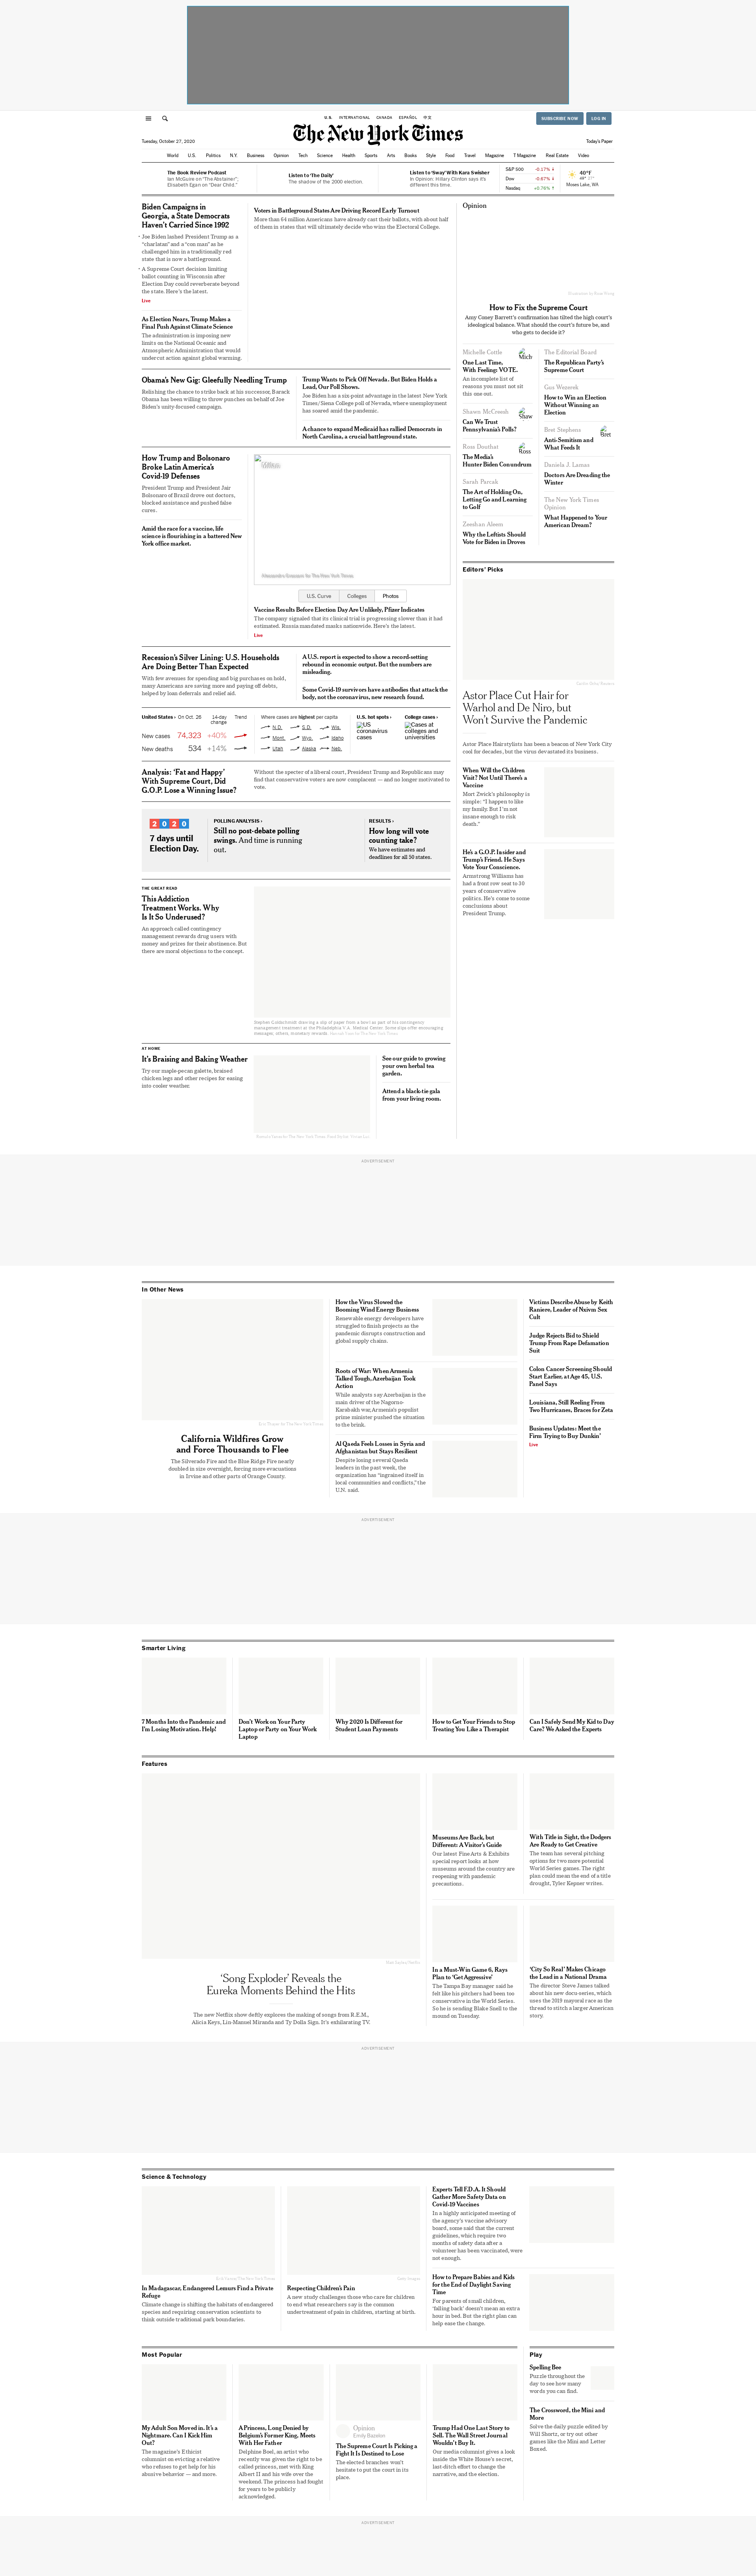 U.S. INTERNATIONAL CANADA ESPAÑOL 中文
SUBSCRIBE NOW LOG IN
Tuesday, October 27, 2020
The New York Times
Today's Paper
World U.S. Politics N.Y. Business Opinion Tech Science Health Sports Arts Books Style Food Travel Magazine T Magazine Real Estate Video
The Book Review Podcast
Ian McGuire on "The Abstainer"; Elisabeth Egan on "Dear Child."
Listen to 'The Daily'
The shadow of the 2000 election.
Listen to 'Sway' With Kara Swisher
In Opinion: Hillary Clinton says it's different this time.
S&P 500 -0.17%
Dow -0.67%
Nasdaq +0.76%
40°F
Moses Lake, WA
Biden Campaigns in
Georgia, a State Democrats
Haven't Carried Since 1992
Joe Biden lashed President Trump as a
"charlatan" and a "con man" as he
challenged him in a traditionally red
state that is now a battleground.
A Supreme Court decision limiting
ballot counting in Wisconsin after
Election Day could reverberate beyond
the state. Here's the latest.
Live
As Election Nears, Trump Makes a
Final Push Against Climate Science
The administration is imposing new
limits on the National Oceanic and
Atmospheric Administration that would
undercut action against global warming.
Voters in Battleground States Are Driving Record Early Turnout
More than 64 million Americans have already cast their ballots, with about half
of them in states that will ultimately decide who wins the Electoral College.
Obama's New Gig: Gleefully Needling Trump
Relishing the chance to strike back at his successor, Barack
Obama has been willing to throw punches on behalf of Joe
Biden's unity-focused campaign.
Trump Wants to Pick Off Nevada. But Biden Holds a
Lead, Our Poll Shows.
Joe Biden has a six-point advantage in the latest New York
Times/Siena College poll of Nevada, where unemployment
has soared amid the pandemic.
A chance to expand Medicaid has rallied Democrats in
North Carolina, a crucial battleground state.
How Trump and Bolsonaro
Broke Latin America's
Covid-19 Defenses
President Trump and President Jair
Bolsonaro of Brazil drove out doctors,
blocked assistance and pushed false
cures.
Amid the race for a vaccine, life
science is flourishing in a battered New
York office market.
Milan
Alessandro Grassani for The New York Times
U.S. Curve Colleges Photos
Vaccine Results Before Election Day Are Unlikely, Pfizer Indicates
The company signaled that its clinical trial is progressing slower than it had
estimated. Russia mandated masks nationwide. Here's the latest.
Live
Recession's Silver Lining: U.S. Households
Are Doing Better Than Expected
With few avenues for spending and big purchases on hold,
many Americans are saving more and paying off debts,
helped by loan deferrals and relief aid.
A U.S. report is expected to show a record-setting
rebound in economic output. But the numbers are
misleading.
Some Covid-19 survivors have antibodies that attack the
body, not the coronavirus, new research found.
United States › On Oct. 26 14-day change Trend
New cases 74,323 +40%
New deaths 534 +14%
Where cases are highest per capita
N.D. S.D. Wis.
Mont. Wyo. Idaho
Utah Alaska Neb.
U.S. hot spots ›
US coronavirus cases
College cases ›
Cases at colleges and universities
Analysis: 'Fat and Happy'
With Supreme Court, Did
G.O.P. Lose a Winning Issue?
Without the specter of a liberal court, President Trump and Republicans may
find that conservative voters are now complacent — and no longer motivated to
vote.
2020
7 days until
Election Day.
POLLING ANALYSIS ›
Still no post-debate polling
swings. And time is running
out.
RESULTS ›
How long will vote
counting take?
We have estimates and
deadlines for all 50 states.
THE GREAT READ
This Addiction
Treatment Works. Why
Is It So Underused?
An approach called contingency
management rewards drug users with
money and prizes for their abstinence. But
there are moral objections to the concept.
Stephen Goldschmidt drawing a slip of paper from a bowl as part of his contingency
management treatment at the Philadelphia V.A. Medical Center. Some slips offer encouraging
messages; others, monetary rewards.
AT HOME
It's Braising and Baking Weather
Try our maple-pecan galette, braised
chicken legs and other recipes for easing
into cooler weather.
See our guide to growing
your own herbal tea
garden.
Attend a black-tie gala
from your living room.
Opinion
How to Fix the Supreme Court
Amy Coney Barrett's confirmation has tilted the high court's
ideological balance. What should the court's future be, and
who gets to decide it?
Michelle Cottle
One Last Time,
With Feeling: VOTE.
An incomplete list of
reasons you must not sit
this one out.
Mich
Shawn McCreesh
Can We Trust
Pennsylvania's Polls?
Shaw
Ross Douthat
The Media's
Hunter Biden Conundrum
Ross
Sarah Parcak
The Art of Holding On,
Letting Go and Learning
to Golf
Zeeshan Aleem
Why the Leftists Should
Vote for Biden in Droves
The Editorial Board
The Republican Party's
Supreme Court
Gus Wezerek
How to Win an Election
Without Winning an
Election
Bret Stephens
Anti-Semitism and
What Feeds It
Bret
Daniela J. Lamas
Doctors Are Dreading the
Winter
The New York Times
Opinion
What Happened to Your
American Dream?
Editors' Picks
Astor Place Cut Hair for
Warhol and De Niro, but
Won't Survive the Pandemic
Astor Place Hairstylists has been a beacon of New York City
cool for decades, but the virus devastated its business.
When Will the Children
Visit? Not Until There's a
Vaccine
Mort Zwick's philosophy is
simple: "I happen to like
my family. But I'm not
insane enough to risk
death."
He's a G.O.P. Insider and
Trump's Friend. He Says
Vote Your Conscience.
Armstrong Williams has
had a front row seat to 30
years of conservative
politics. He's come to some
conclusions about
President Trump.
ADVERTISEMENT
In Other News
California Wildfires Grow
and Force Thousands to Flee
The Silverado Fire and the Blue Ridge Fire nearly
doubled in size overnight, forcing mass evacuations
in Irvine and other parts of Orange County.
How the Virus Slowed the
Booming Wind Energy Business
Renewable energy developers have
struggled to finish projects as the
pandemic disrupts construction and
global supply chains.
Roots of War: When Armenia
Talked Tough, Azerbaijan Took
Action
While analysts say Azerbaijan is the
main driver of the Nagorno-
Karabakh war, Armenia's populist
prime minister pushed the situation
to the brink.
Al Qaeda Feels Losses in Syria and
Afghanistan but Stays Resilient
Despite losing several Qaeda
leaders in the past week, the
organization has "ingrained itself in
local communities and conflicts," the
U.N. said.
Victims Describe Abuse by Keith
Raniere, Leader of Nxivm Sex
Cult
Judge Rejects Bid to Shield
Trump From Rape Defamation
Suit
Colon Cancer Screening Should
Start Earlier, at Age 45, U.S.
Panel Says
Louisiana, Still Reeling From
Two Hurricanes, Braces for Zeta
Business Updates: Meet the
Firm Trying to Buy Dunkin'
Live
ADVERTISEMENT
Smarter Living
7 Months Into the Pandemic and
I'm Losing Motivation. Help!
Don't Work on Your Party
Laptop or Party on Your Work
Laptop
Why 2020 Is Different for
Student Loan Payments
How to Get Your Friends to Stop
Treating You Like a Therapist
Can I Safely Send My Kid to Day
Care? We Asked the Experts
Features
'Song Exploder' Reveals the
Eureka Moments Behind the Hits
The new Netflix show deftly explores the making of songs from R.E.M.,
Alicia Keys, Lin-Manuel Miranda and Ty Dolla $ign. It's exhilarating TV.
Museums Are Back, but
Different: A Visitor's Guide
Our latest Fine Arts & Exhibits
special report looks at how
museums around the country are
reopening with pandemic
precautions.
With Title in Sight, the Dodgers
Are Ready to Get Creative
The team has several pitching
options for two more potential
World Series games. The right
plan could mean the end of a title
drought, Tyler Kepner writes.
In a Must-Win Game 6, Rays
Plan to 'Get Aggressive'
The Tampa Bay manager said he
felt like his pitchers had been too
conservative in the World Series.
So he is sending Blake Snell to the
mound on Tuesday.
'City So Real' Makes Chicago
the Lead in a National Drama
The director Steve James talked
about his new docu-series, which
uses the 2019 mayoral race as the
thread to stitch a larger American
story.
ADVERTISEMENT
Science & Technology
In Madagascar, Endangered Lemurs Find a Private
Refuge
Climate change is shifting the habitats of endangered
species and requiring conservation scientists to
think outside traditional park boundaries.
Respecting Children's Pain
A new study challenges those who care for children
to end what researchers say is the common
undertreatment of pain in children, starting at birth.
Experts Tell F.D.A. It Should
Gather More Safety Data on
Covid-19 Vaccines
In a highly anticipated meeting of
the agency's vaccine advisory
board, some said that the current
guidelines, which require two
months of safety data after a
volunteer has been vaccinated, were
not enough.
How to Prepare Babies and Kids
for the End of Daylight Saving
Time
For parents of small children,
'falling back' doesn't mean an extra
hour in bed. But the right plan can
help ease the change.
Most Popular
My Adult Son Moved in. It's a
Nightmare. Can I Kick Him
Out?
The magazine's Ethicist
columnist on evicting a relative
who refuses to get help for his
abusive behavior — and more.
A Princess, Long Denied by
Belgium's Former King, Meets
With Her Father
Delphine Boël, an artist who
recently won the right to be
called princess, met with King
Albert II and his wife over the
weekend. The princess had fought
for years to be publicly
acknowledged.
Opinion
Emily Bazelon
The Supreme Court Is Picking a
Fight It Is Destined to Lose
The elected branches won't
hesitate to put the court in its
place.
Trump Had One Last Story to
Sell. The Wall Street Journal
Wouldn't Buy It.
Our media columnist gives a look
inside the White House's secret,
last-ditch effort to change the
narrative, and the election.
Play
Spelling Bee
Puzzle throughout the
day to see how many
words you can find.
The Crossword, the Mini and
More
Solve the daily puzzle edited by
Will Shortz, or try out other
games like the Mini and Letter
Boxed.
ADVERTISEMENT